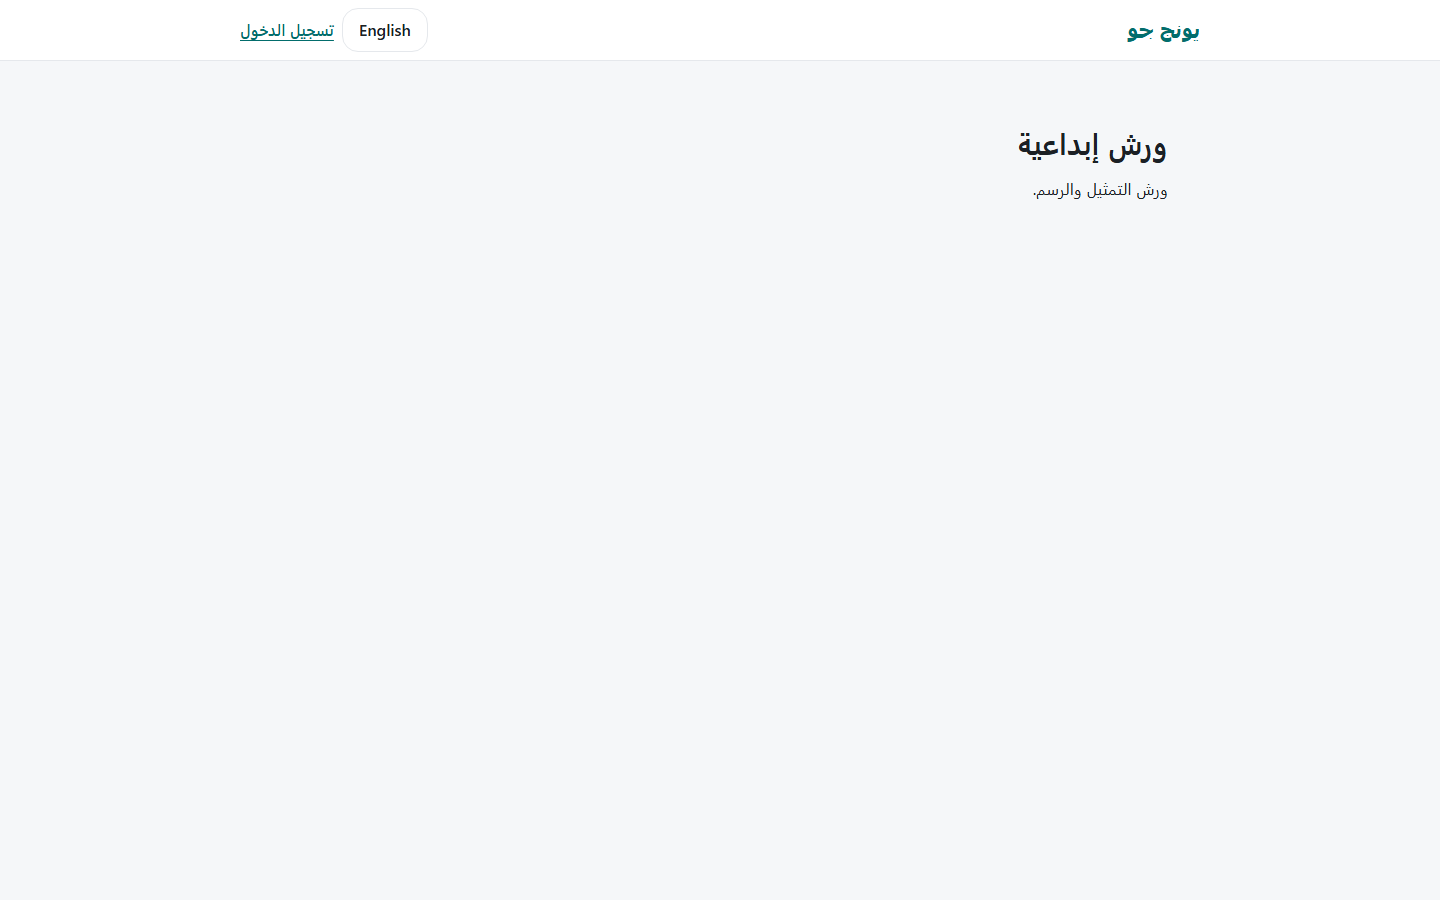 يونج جو
English
تسجيل الدخول
ورش إبداعية
ورش التمثيل والرسم.